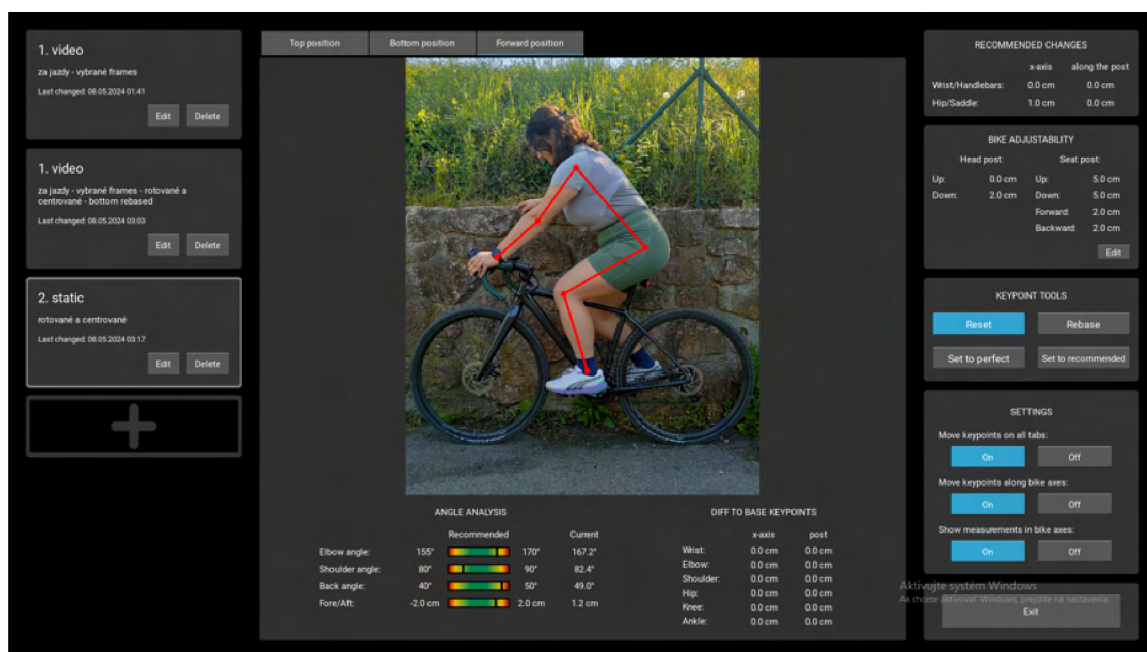 1. video
za jazdy - vybrané frames
Last changed: 08.05.2024 01:41
Edit Delete
1. video
za jazdy - vybrané frames - rotované a
centrované - bottom rebased
Last changed: 08.05.2024 03:03
Edit Delete
2. static
rotované a centrované
Last changed: 08.05.2024 03:17
Edit Delete
Top position Bottom position Forward position
ANGLE ANALYSIS
Recommended Current
Elbow angle: 155° 170° 167.2°
Shoulder angle: 80° 90° 82.4°
Back angle: 40° 50° 49.0°
Fore/Aft: -2.0 cm 2.0 cm 1.2 cm
DIFF TO BASE KEYPOINTS
x-axis post
Wrist: 0.0 cm 0.0 cm
Elbow: 0.0 cm 0.0 cm
Shoulder: 0.0 cm 0.0 cm
Hip: 0.0 cm 0.0 cm
Knee: 0.0 cm 0.0 cm
Ankle: 0.0 cm 0.0 cm
RECOMMENDED CHANGES
x-axis along the post
Wrist/Handlebars: 0.0 cm 0.0 cm
Hip/Saddle: 1.0 cm 0.0 cm
BIKE ADJUSTABILITY
Head post: Seat post:
Up: 0.0 cm Up: 5.0 cm
Down: 2.0 cm Down: 5.0 cm
Forward: 2.0 cm
Backward: 2.0 cm
Edit
KEYPOINT TOOLS
Reset Rebase
Set to perfect Set to recommended
SETTINGS
Move keypoints on all tabs:
On Off
Move keypoints along bike axes:
On Off
Show measurements in bike axes:
On Off
Aktivujte systém Windows
Ak chcete aktivovať Windows, prejdite na nastavenia.
Exit